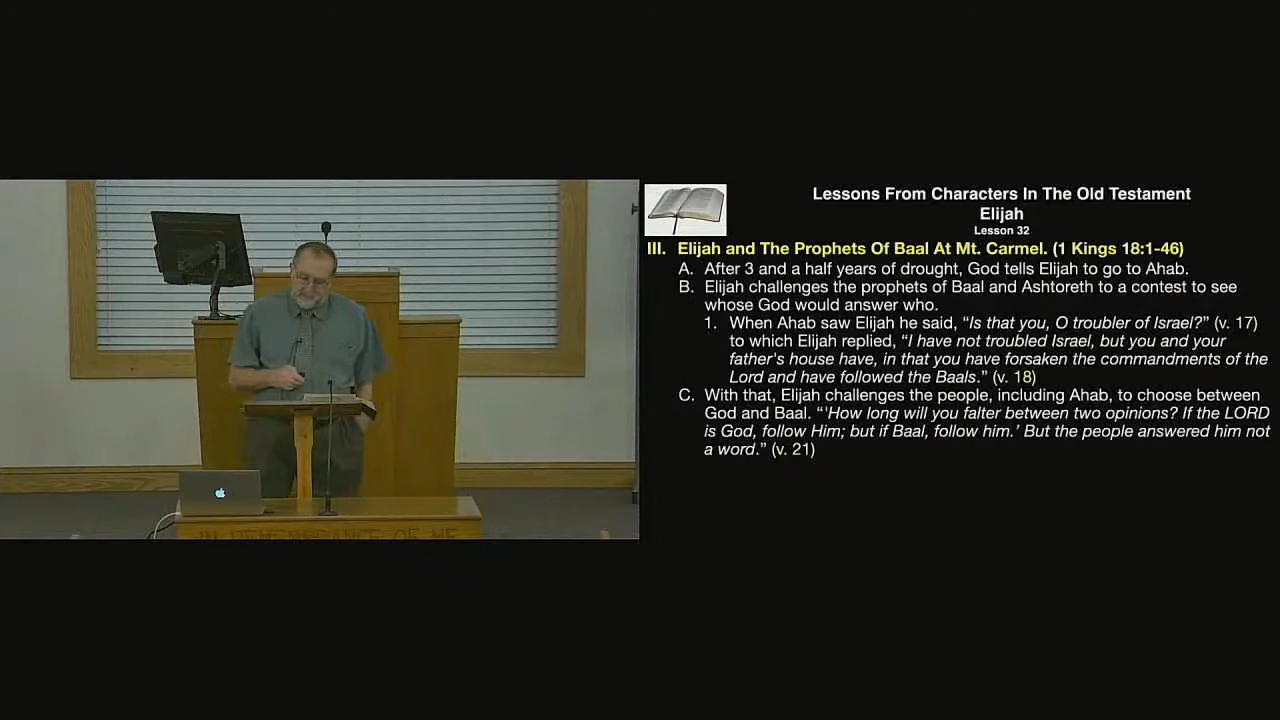 Lessons From Characters In The Old Testament
Elijah
Lesson 32
III. Elijah and The Prophets Of Baal At Mt. Carmel. (1 Kings 18:1-46)
A. After 3 and a half years of drought, God tells Elijah to go to Ahab.
B. Elijah challenges the prophets of Baal and Ashtoreth to a contest to see
whose God would answer who.
1. When Ahab saw Elijah he said, “Is that you, O troubler of Israel?” (v. 17)
to which Elijah replied, “I have not troubled Israel, but you and your
father's house have, in that you have forsaken the commandments of the
Lord and have followed the Baals.” (v. 18)
C. With that, Elijah challenges the people, including Ahab, to choose between
God and Baal. “‘How long will you falter between two opinions? If the LORD
is God, follow Him; but if Baal, follow him.’ But the people answered him not
a word.” (v. 21)
IN REMEMBRANCE OF ME